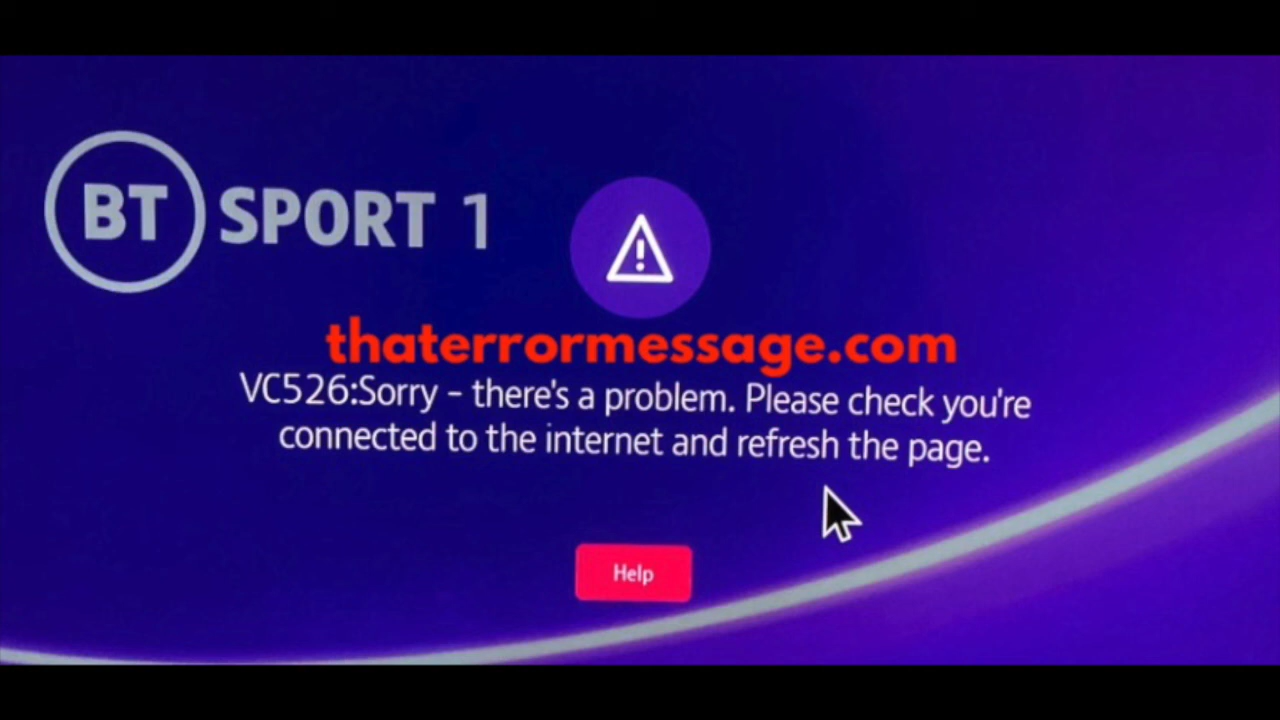 BT SPORT 1
thaterrormessage.com
VC526:Sorry – there's a problem. Please check you're
connected to the internet and refresh the page.
Help